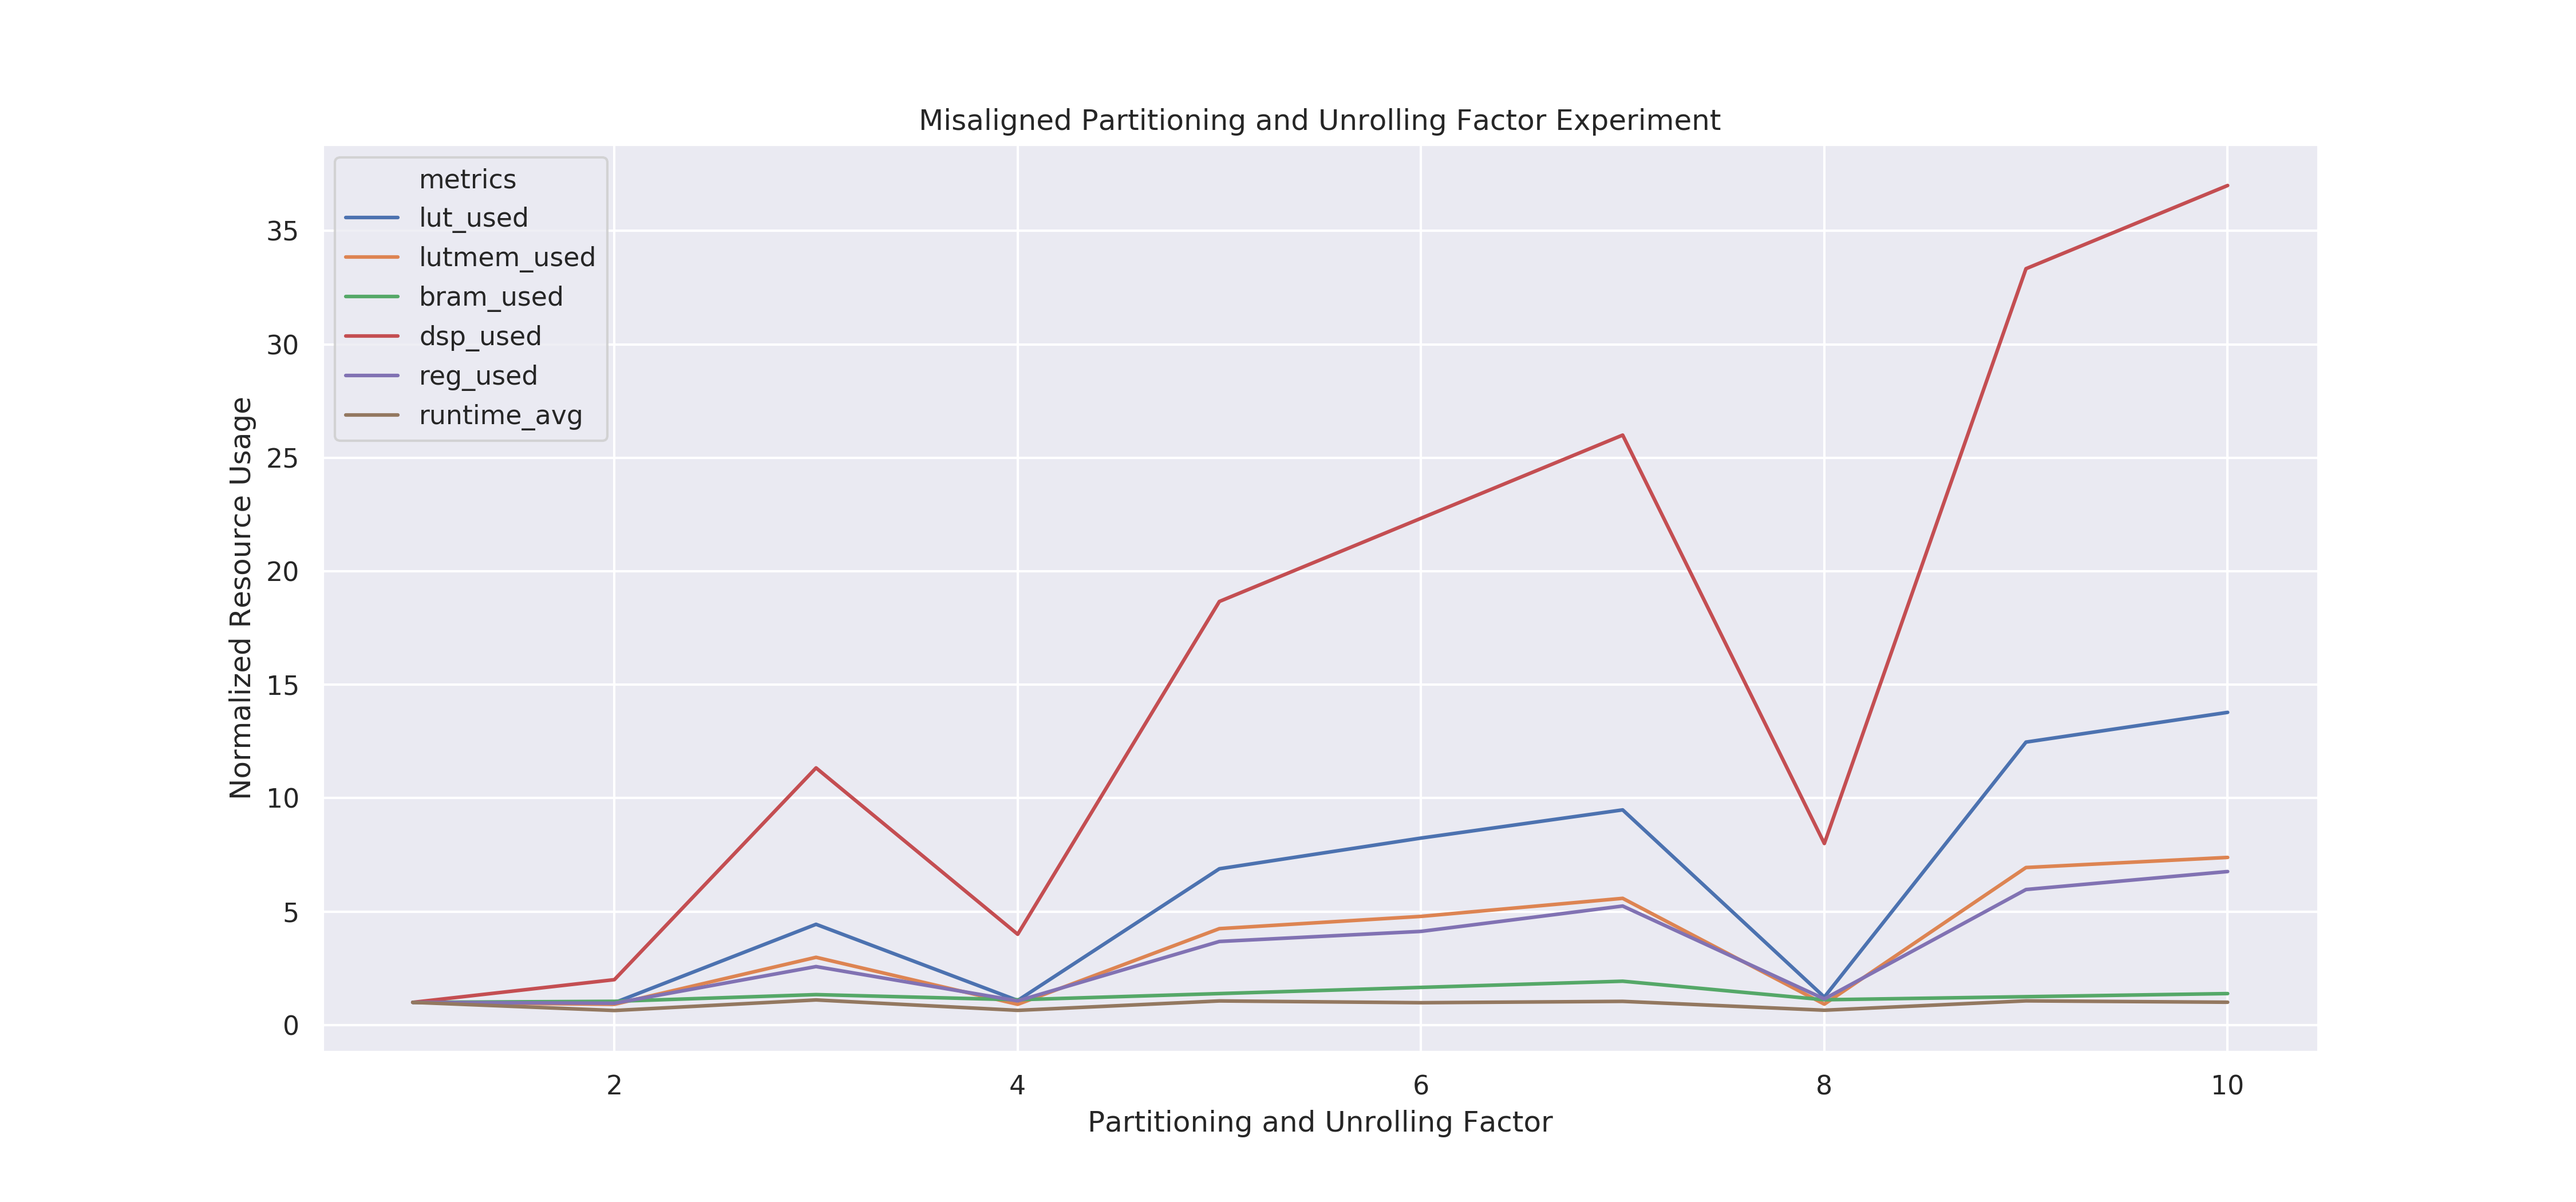 Misaligned Partitioning and Unrolling Factor Experiment
metrics
lut_used
lutmem_used
bram_used
dsp_used
reg_used
runtime_avg
Normalized Resource Usage
35
30
25
20
15
10
5
0
2 4 6 8 10
Partitioning and Unrolling Factor